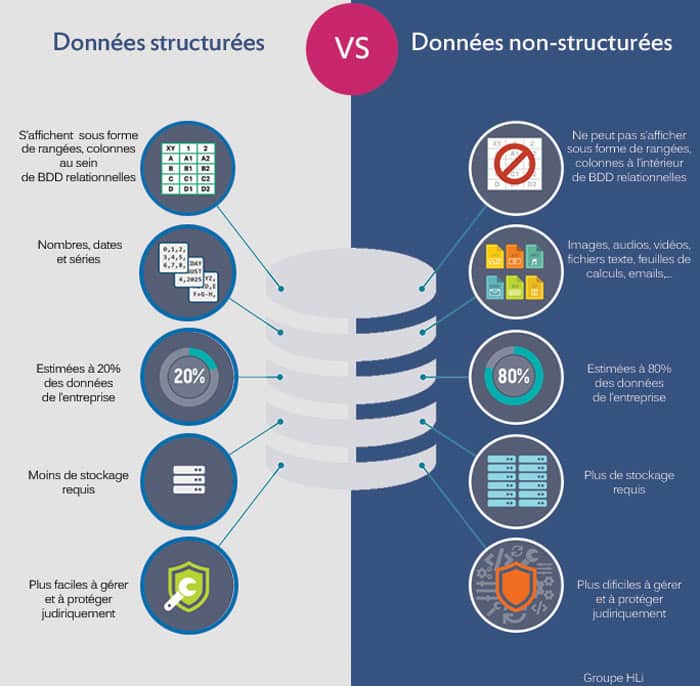 Données structurées
VS
Données non-structurées
S'affichent sous forme
de rangées, colonnes
au sein
de BDD relationnelles
XY 1 2
A A1 A2
B B1 B2
C C1 C2
D D1 D2
Ne peut pas s'afficher
sous forme de rangées,
colonnes à l'intérieur
de BDD relationnelles
Nombres, dates
et séries
0,1,2,
3,4,5,
6,7,8,
4,2025
F+G-H,
Images, audios, vidéos,
fichiers texte, feuilles de
calculs, emails,...
Estimées à 20%
des données
de l'entreprise
20%
80%
Estimées à 80%
des données
de l'entreprise
Moins de stockage
requis
Plus de stockage
requis
Plus faciles à gérer
et à protéger
judiriquement
Plus dificiles à gérer
et à protéger
judiriquement
Groupe HLi